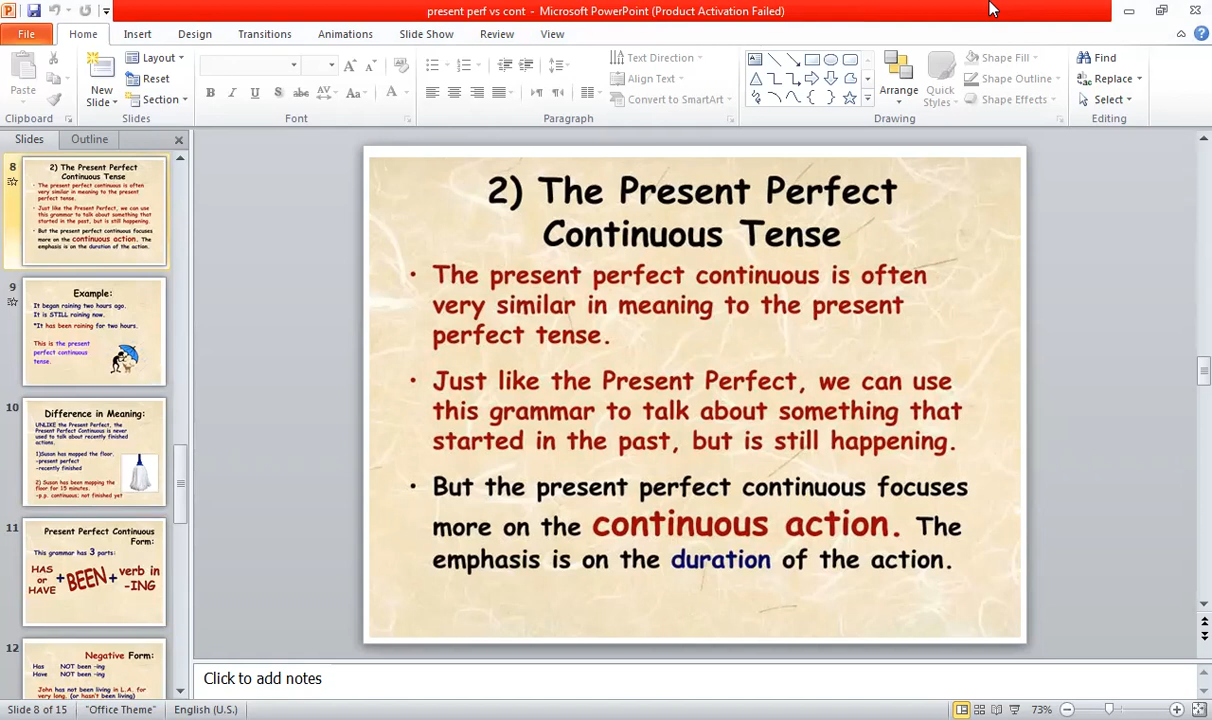 present perf vs cont - Microsoft PowerPoint (Product Activation Failed)
File Home Insert Design Transitions Animations Slide Show Review View
Paste
New Slide
Layout
Reset
Section
B I U S abc AV Aa A
Text Direction
Align Text
Convert to SmartArt
Arrange
Quick Styles
Shape Fill
Shape Outline
Shape Effects
Find
Replace
Select
Clipboard Slides Font Paragraph Drawing Editing
Slides Outline
8
2) The Present Perfect
Continuous Tense
The present perfect continuous is often
very similar in meaning to the present
perfect tense.
Just like the Present Perfect, we can use
this grammar to talk about something that
started in the past, but is still happening.
But the present perfect continuous focuses
more on the continuous action. The
emphasis is on the duration of the action.
9
Example:
It began raining two hours ago.
It is STILL raining now.
*It has been raining for two hours.
This is the present
perfect continuous
tense.
10
Difference in Meaning:
UNLIKE the Present Perfect, the
Present Perfect Continuous is never
used to talk about recently finished
actions.
1)Susan has mopped the floor.
-present perfect
-recently finished
2) Susan has been mopping the
floor for 15 minutes.
-p.p. continuous; not finished yet
11
Present Perfect Continuous
Form:
This grammar has 3 parts:
HAS or HAVE + BEEN + verb in -ING
12
Negative Form:
Has NOT been -ing
Have NOT been -ing
John has not been living in L.A. for
very long. (or hasn't been living)
2) The Present Perfect
Continuous Tense
• The present perfect continuous is often
very similar in meaning to the present
perfect tense.
• Just like the Present Perfect, we can use
this grammar to talk about something that
started in the past, but is still happening.
• But the present perfect continuous focuses
more on the continuous action. The
emphasis is on the duration of the action.
Click to add notes
Slide 8 of 15 "Office Theme" English (U.S.) 73%